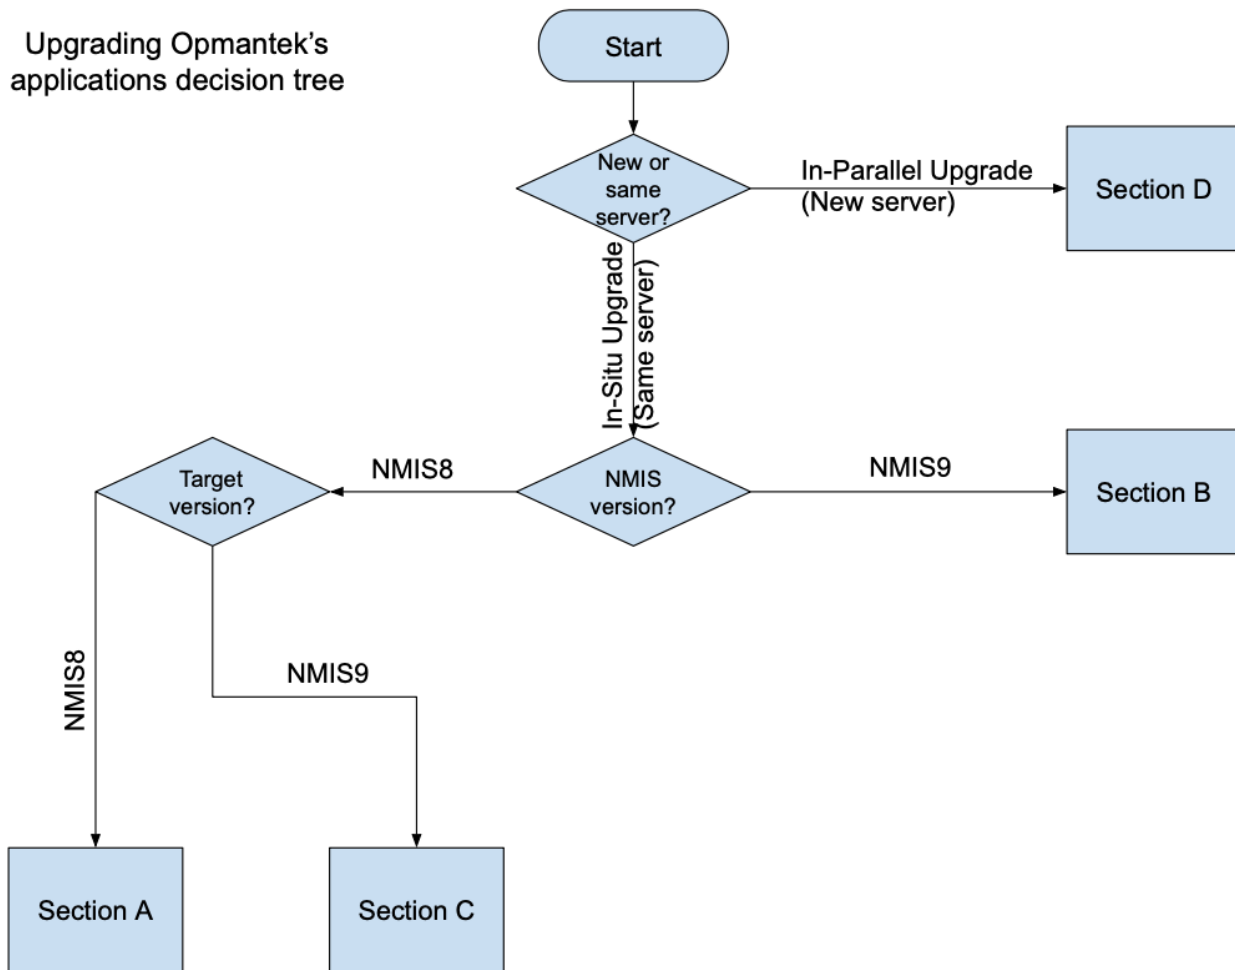 Upgrading Opmantek's
applications decision tree
Start
New or
same
server?
In-Parallel Upgrade
(New server)
Section D
In-Situ Upgrade
(Same server)
Target
version?
NMIS8
NMIS
version?
NMIS9
Section B
NMIS8
NMIS9
Section A
Section C